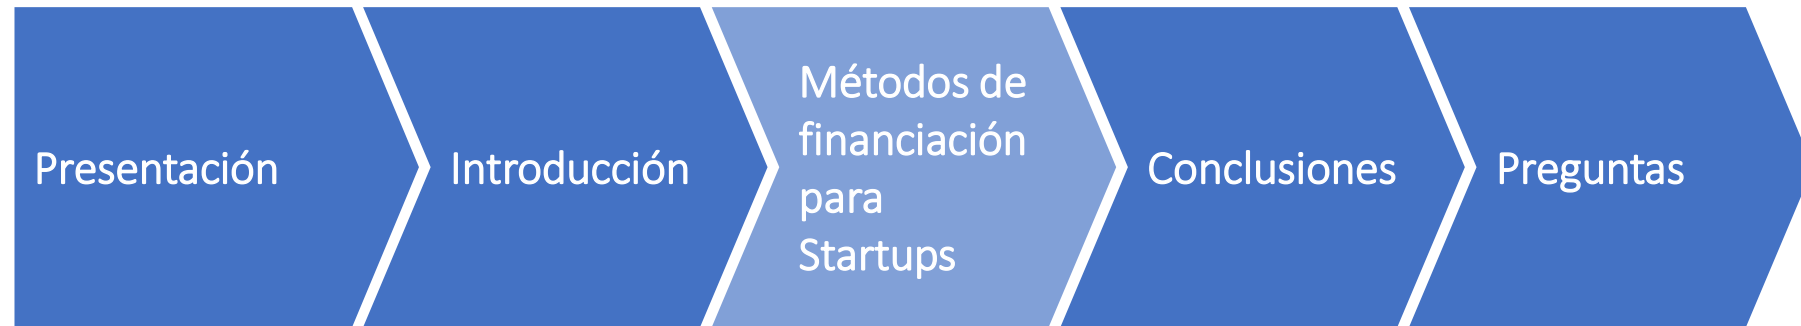 Presentación
Introducción
Métodos de
financiación
para
Startups
Conclusiones
Preguntas